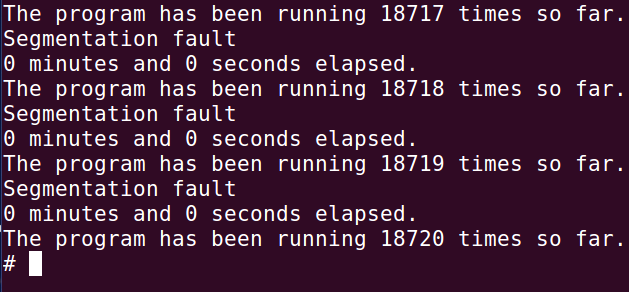 The program has been running 18717 times so far.
Segmentation fault
0 minutes and 0 seconds elapsed.
The program has been running 18718 times so far.
Segmentation fault
0 minutes and 0 seconds elapsed.
The program has been running 18719 times so far.
Segmentation fault
0 minutes and 0 seconds elapsed.
The program has been running 18720 times so far.
#